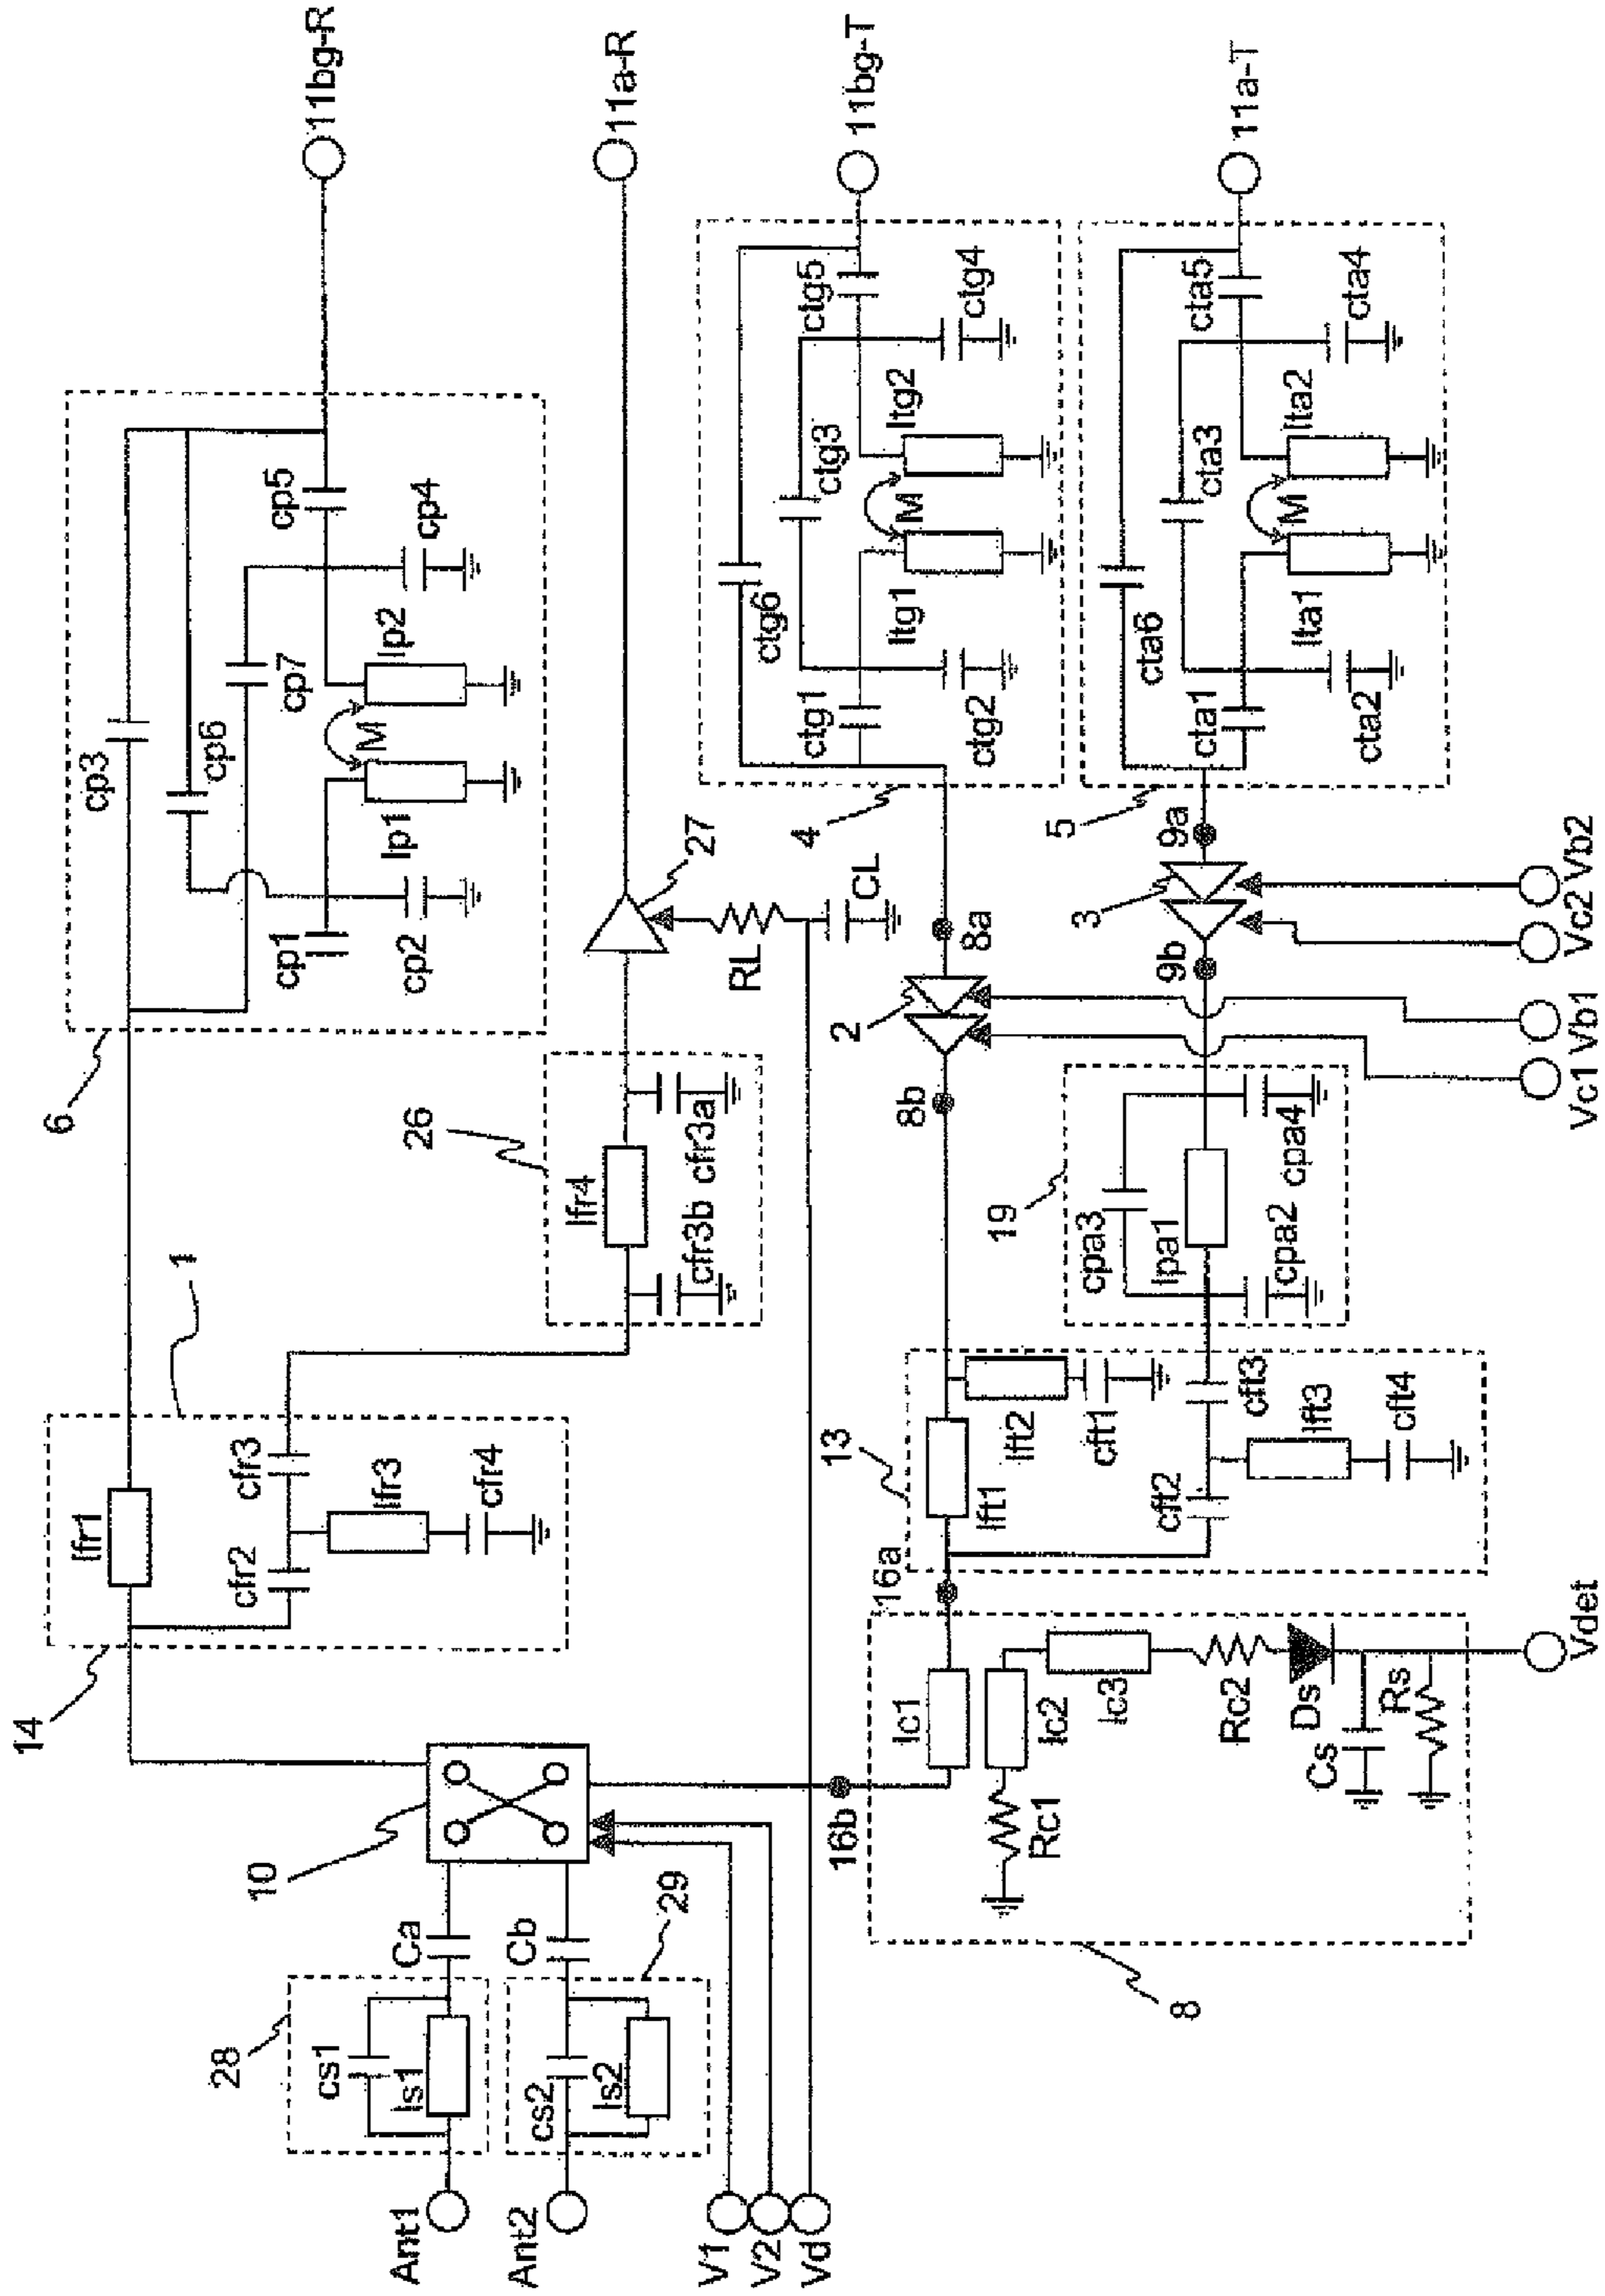 Ant1
Ant2
V1
V2
Vd
28
cs1
ls1
cs2
ls2
29
Ca
Cb
10
14
lfr1
cfr2
cfr3
lfr3
cfr4
1
26
lfr4
cfr3b
cfr3a
6
cp3
cp6
cp7
cp1
cp2
lp1
M
lp2
cp5
cp4
11bg-R
27
RL
CL
11a-R
16b
16a
8
lc1
lc2
lc3
Rc1
Rc2
Ds
Cs
Rs
Vdet
13
lft1
lft2
cft1
cft2
cft3
lft3
cft4
19
cpa3
lpa1
cpa2
cpa4
8b
2
8a
9b
3
9a
Vc1
Vb1
Vc2
Vb2
4
ctg6
ctg3
ctg1
ctg2
ltg1
M
ltg2
ctg5
ctg4
11bg-T
5
cta6
cta3
cta1
cta2
lta1
M
lta2
cta5
cta4
11a-T